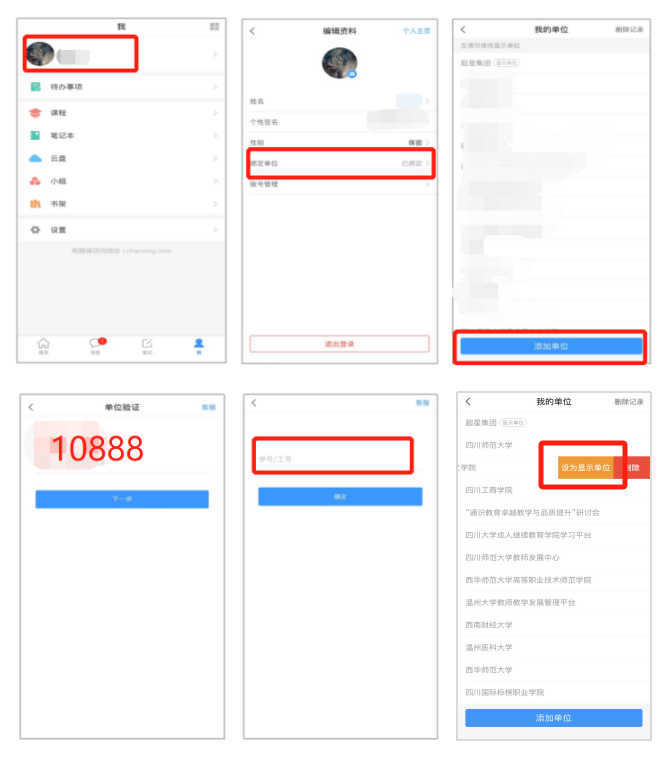 我
待办事项
课程
笔记本
云盘
小组
书架
设置
电脑端访问地址 i.chaoxing.com
1
首页
消息
笔记
我
编辑资料
个人主页
姓名
个性签名
性别
保密
绑定单位
已绑定
账号管理
退出登录
我的单位
删除记录
左滑可修改显示单位
超星集团 显示单位
添加单位
单位验证
客服
10888
下一步
客服
学号/工号
确定
我的单位
删除记录
超星集团 显示单位
四川师范大学
学院
设为显示单位
删除
四川工商学院
“通识教育卓越教学与品质提升”研讨会
四川大学成人继续教育学院学习平台
四川师范大学教师发展中心
西华师范大学高等职业技术师范学院
温州大学教师教学发展管理平台
西南财经大学
温州医科大学
西华师范大学
四川国际标榜职业学院
添加单位